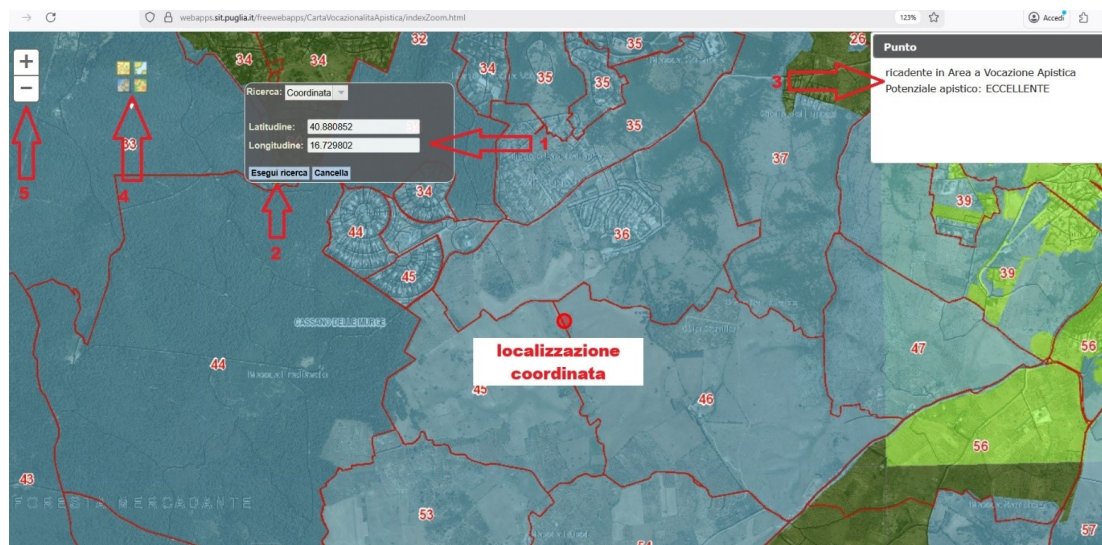 webapps.sit.puglia.it/freewebapps/CartaVocazionalitaApistica/indexZoom.html
123%
Accedi
32
26
35
34
34
34
35
35
Punto
ricadente in Area a Vocazione Apistica
Potenziale apistico: ECCELLENTE
3
+
−
Ricerca: Coordinata
Latitudine: 40.880852
Longitudine: 16.729802
Esegui ricerca Cancella
1
2
35
33
4
5
37
34
39
44
36
45
39
CASSANO DELLE MURGE
localizzazione
coordinata
47
56
44
45
46
56
43
FORESTA MERCADANTE
53
54
57